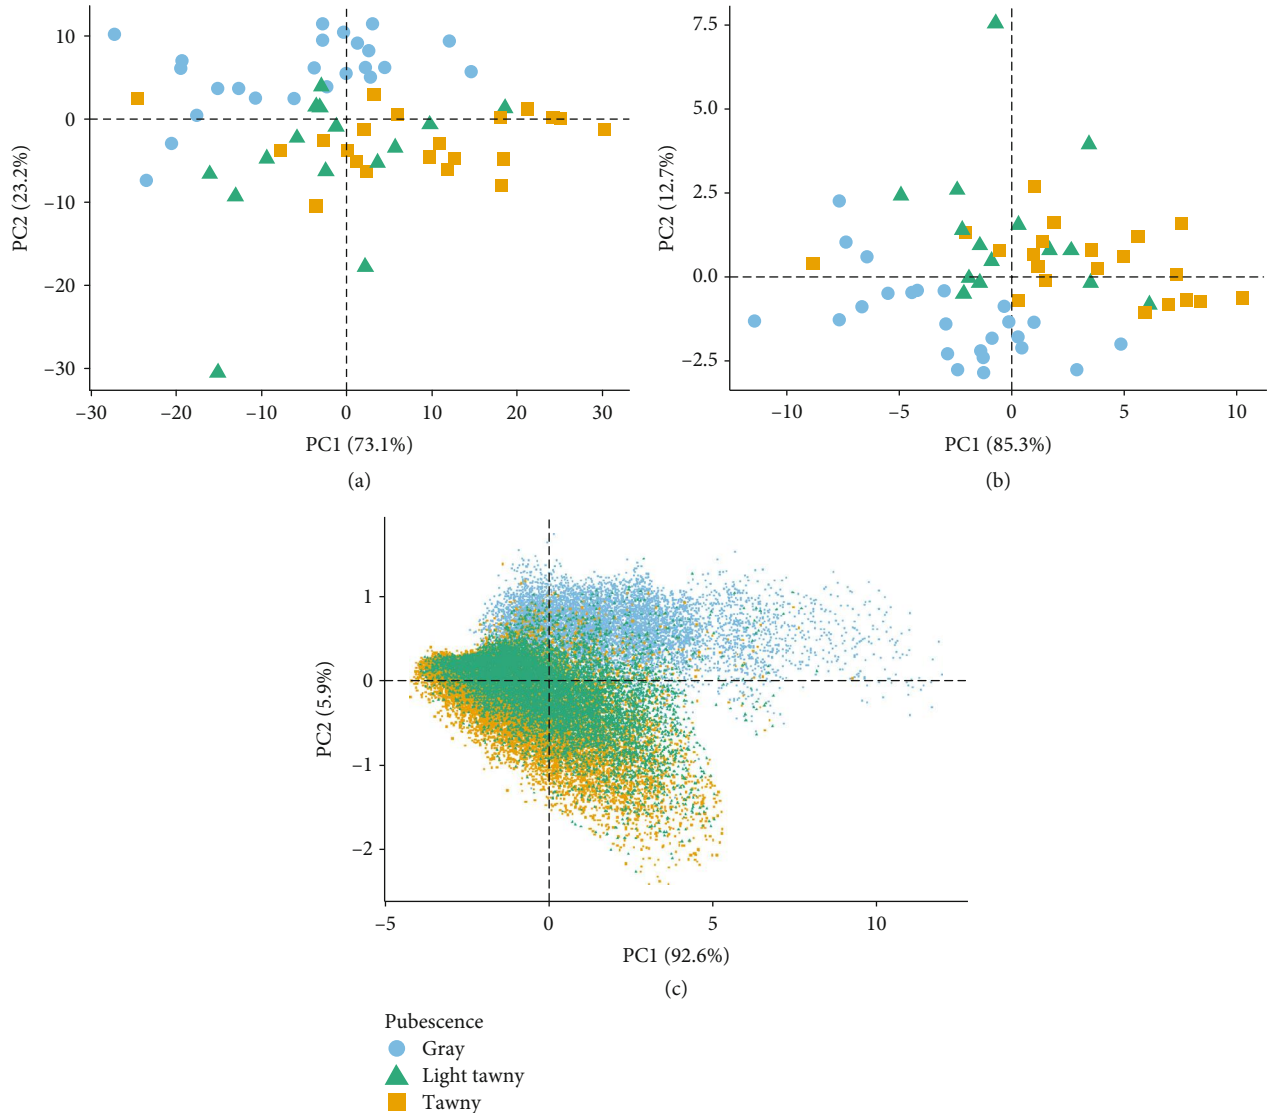 10
0
−10
−20
−30
PC2 (23.2%)
−30
−20
−10
0
10
20
30
PC1 (73.1%)
(a)
7.5
5.0
2.5
0.0
−2.5
PC2 (12.7%)
−10
−5
0
5
10
PC1 (85.3%)
(b)
1
0
−1
−2
PC2 (5.9%)
−5
0
5
10
PC1 (92.6%)
(c)
Pubescence
Gray
Light tawny
Tawny